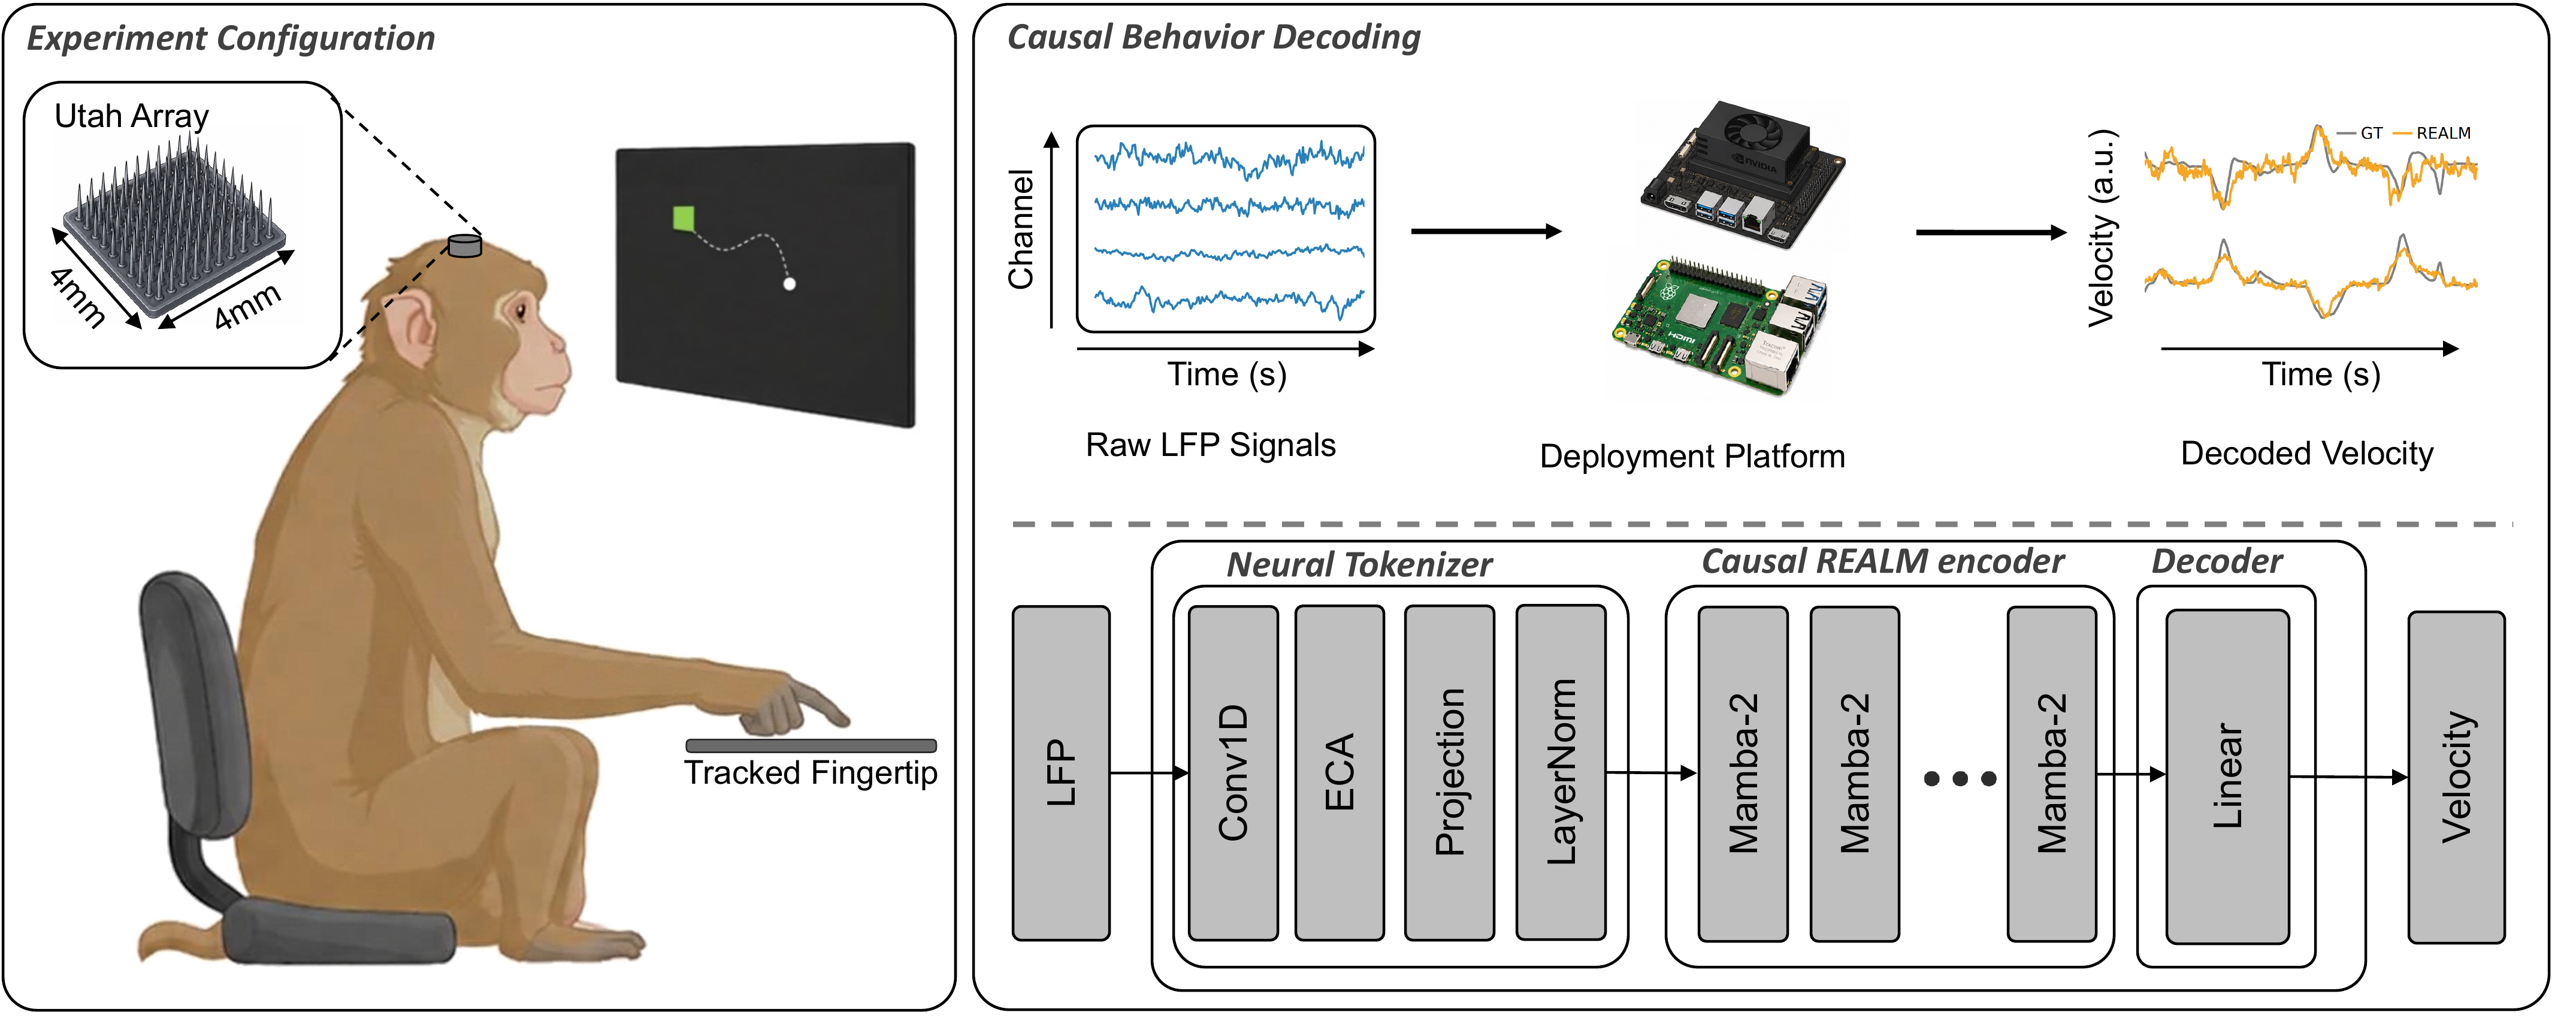 Experiment Configuration
Utah Array
4mm
4mm
Tracked Fingertip
Causal Behavior Decoding
Channel
Time (s)
Raw LFP Signals
NVIDIA
HDMI
Deployment Platform
GT
REALM
Velocity (a.u.)
Time (s)
Decoded Velocity
Neural Tokenizer
Causal REALM encoder
Decoder
LFP
Conv1D
ECA
Projection
LayerNorm
Mamba-2
Mamba-2
Mamba-2
Linear
Velocity